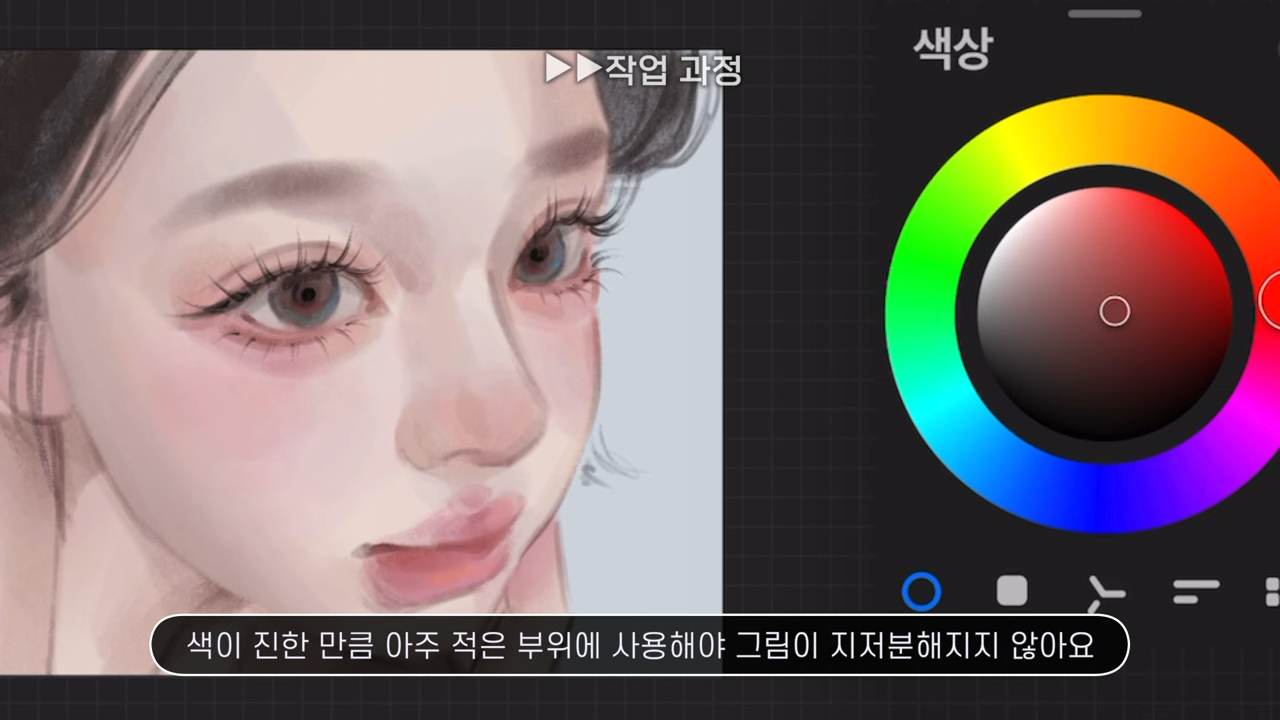 색상
▶▶작업 과정
색이 진한 만큼 아주 적은 부위에 사용해야 그림이 지저분해지지 않아요